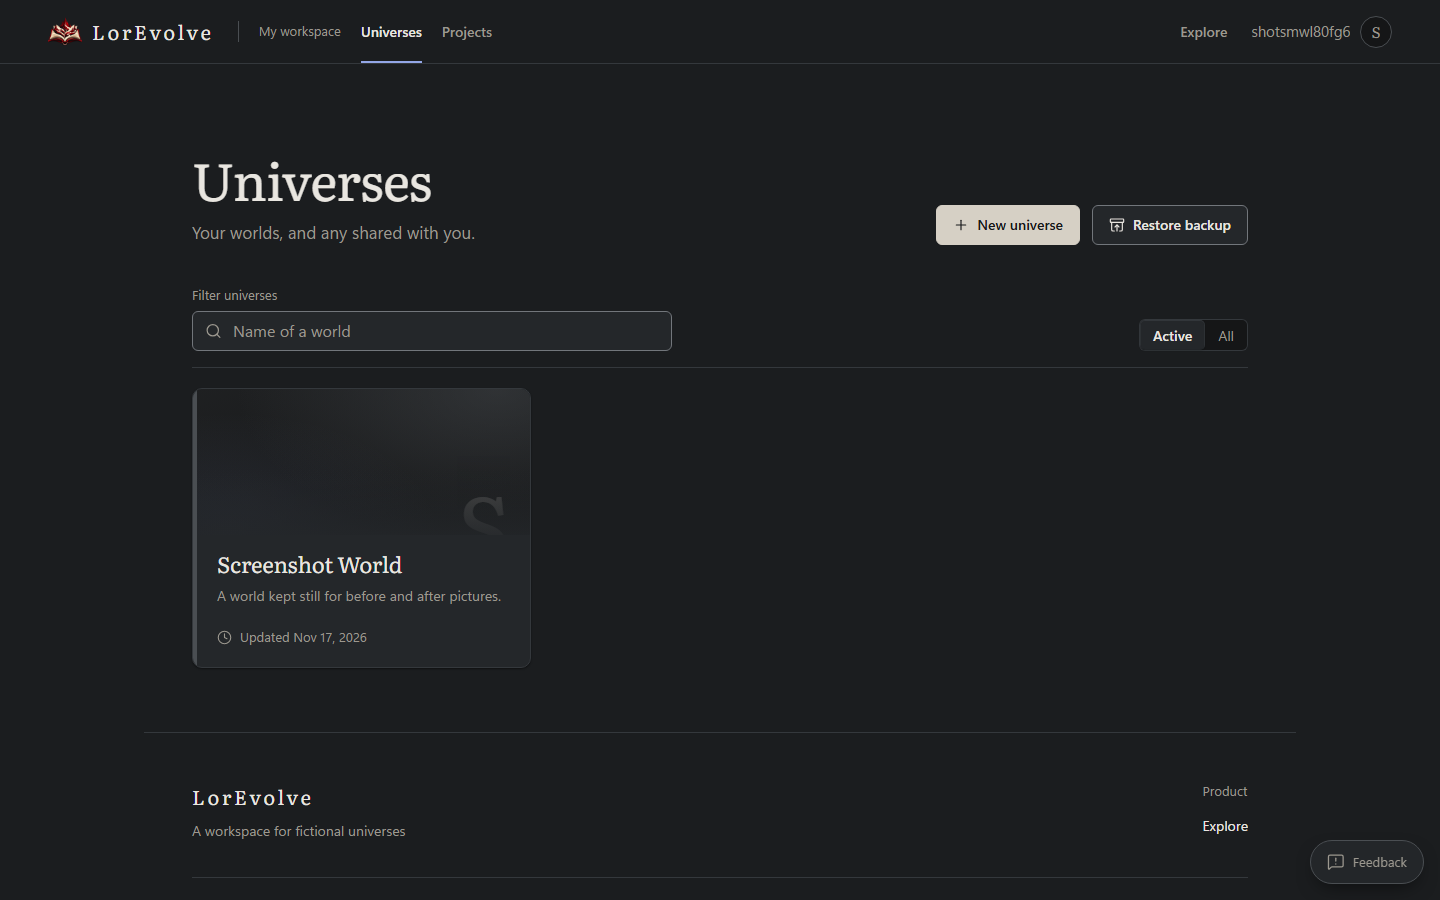 LorEvolve
My workspace
Universes
Projects
Explore
shotsmwl80fg6
S
Universes
Your worlds, and any shared with you.
New universe
Restore backup
Filter universes
Name of a world
Active
All
S
Screenshot World
A world kept still for before and after pictures.
Updated Nov 17, 2026
LorEvolve
A workspace for fictional universes
Product
Explore
Feedback